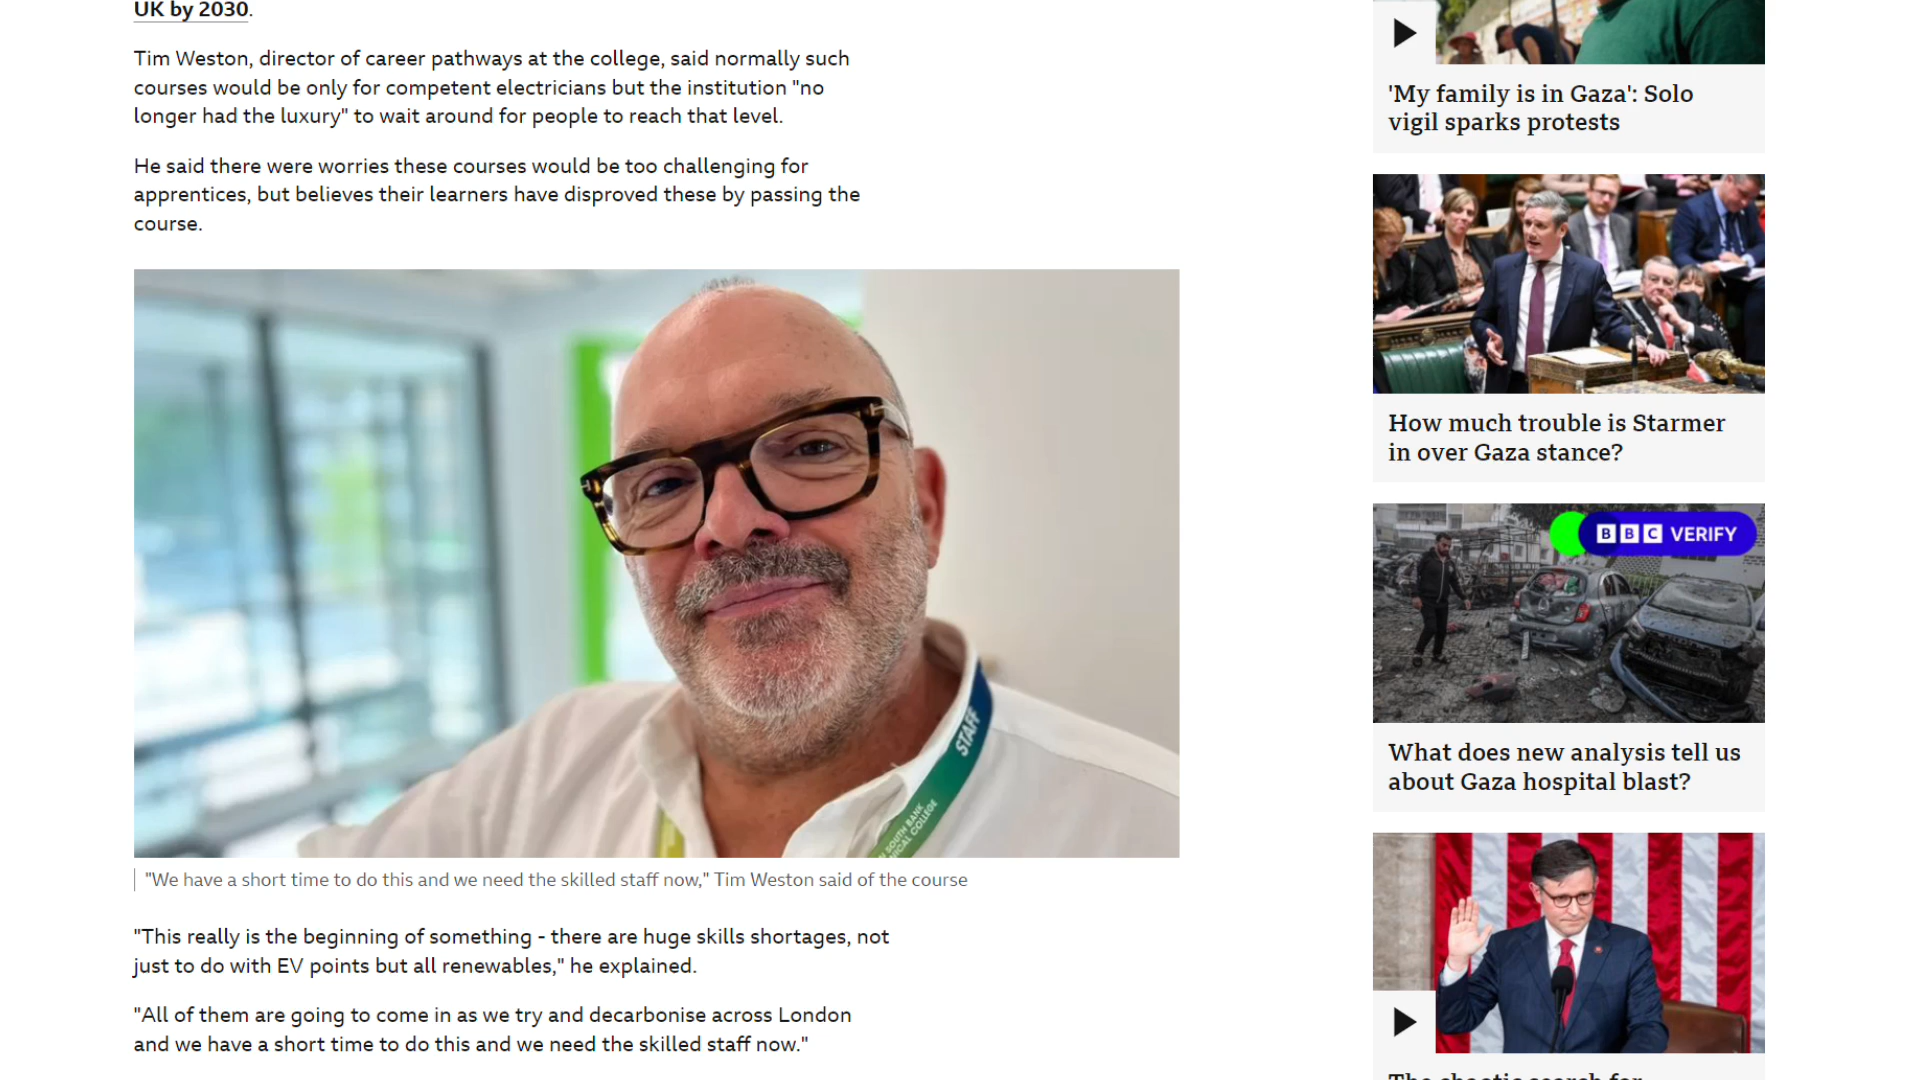 UK by 2030.
Tim Weston, director of career pathways at the college, said normally such
courses would be only for competent electricians but the institution "no
longer had the luxury" to wait around for people to reach that level.
He said there were worries these courses would be too challenging for
apprentices, but believes their learners have disproved these by passing the
course.
STAFF
SOUTH BANK
COLLEGE
"We have a short time to do this and we need the skilled staff now," Tim Weston said of the course
"This really is the beginning of something - there are huge skills shortages, not
just to do with EV points but all renewables," he explained.
"All of them are going to come in as we try and decarbonise across London
and we have a short time to do this and we need the skilled staff now."
'My family is in Gaza': Solo
vigil sparks protests
How much trouble is Starmer
in over Gaza stance?
BBC VERIFY
What does new analysis tell us
about Gaza hospital blast?
The chaotic search for